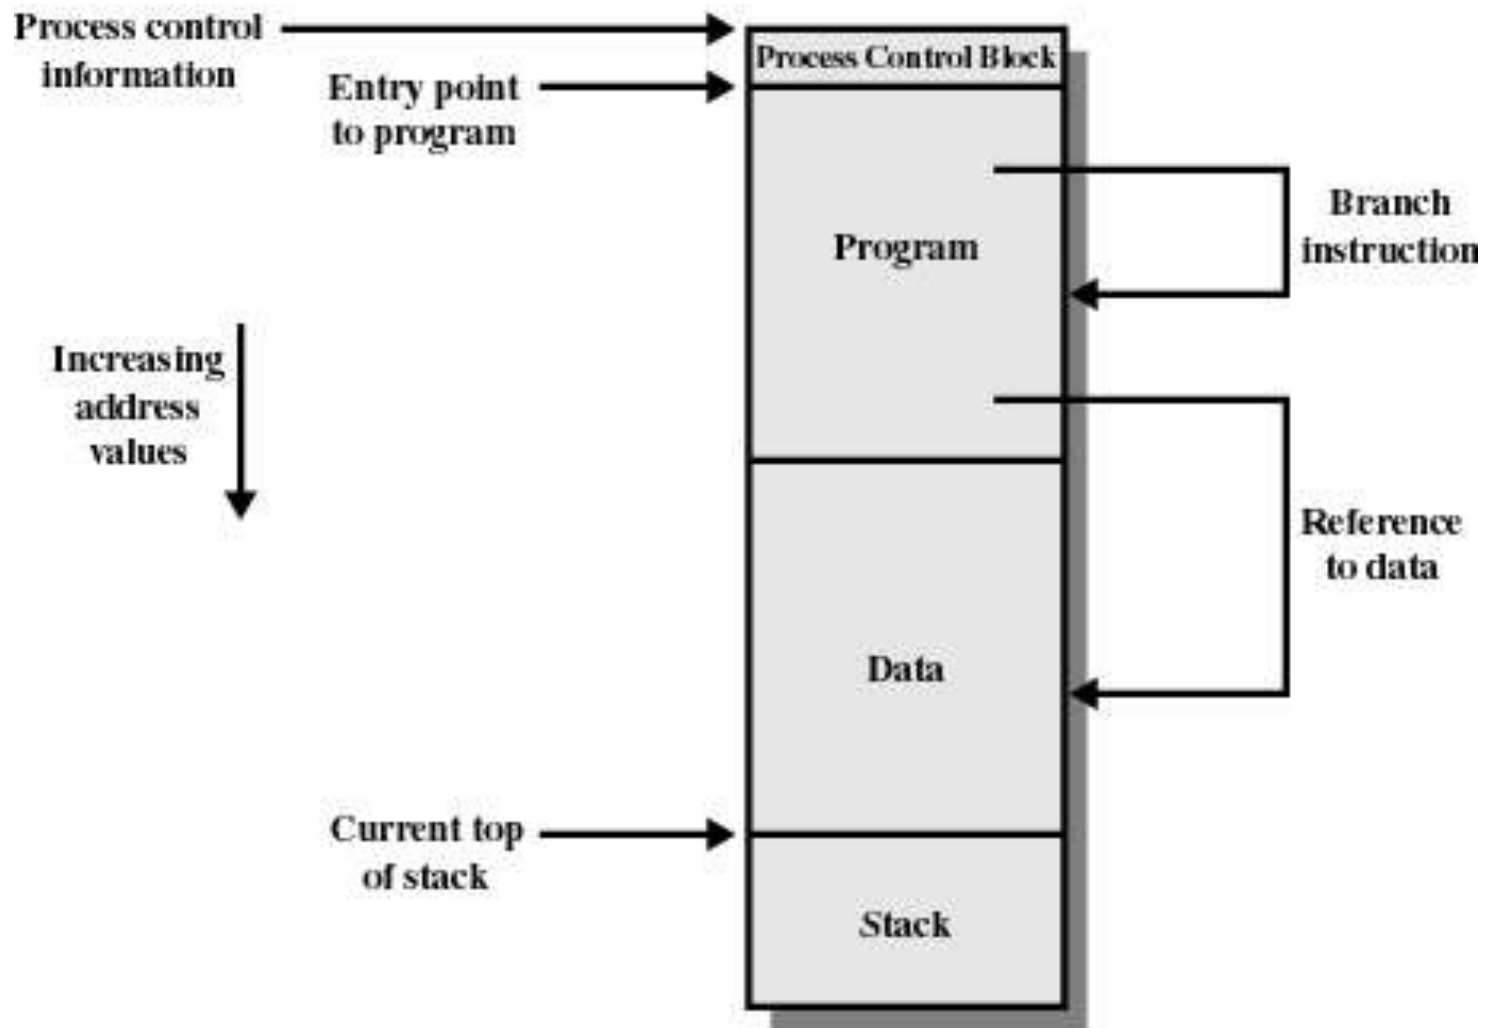 Process control
information
Process Control Block
Entry point
to program
Branch
instruction
Program
Increasing
address
values
Reference
to data
Data
Current top
of stack
Stack